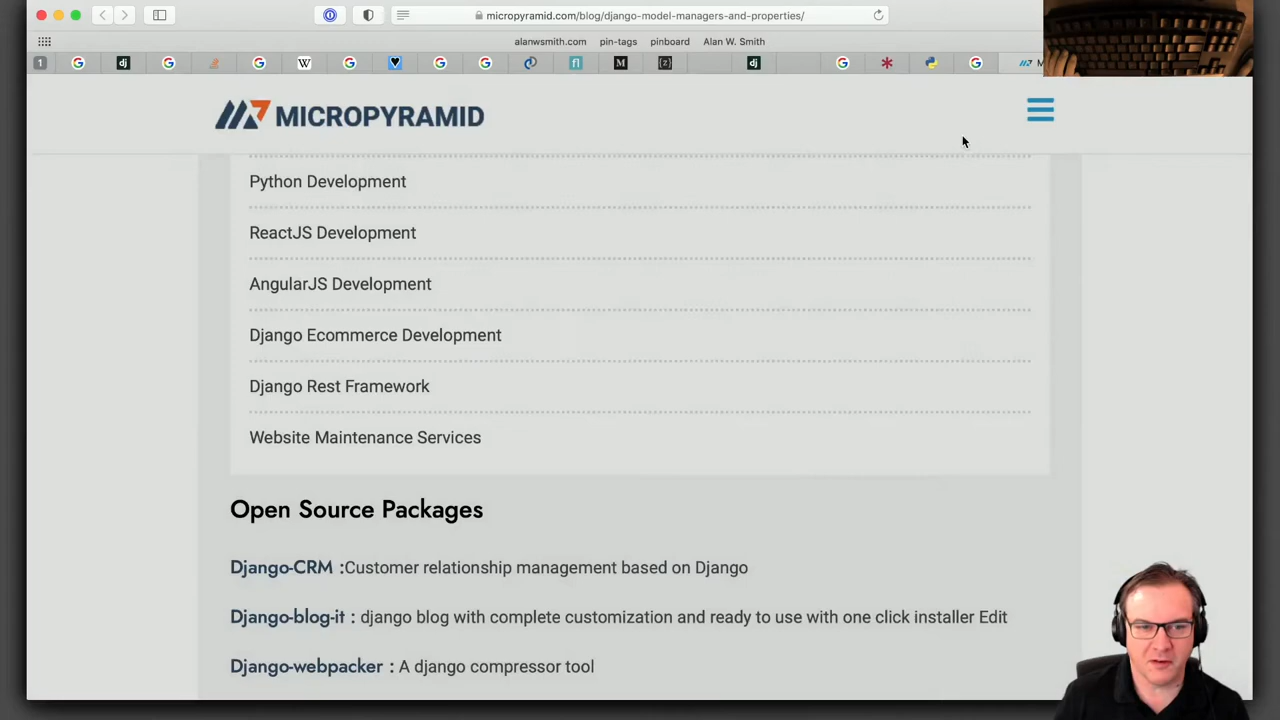 micropyramid.com/blog/django-model-managers-and-properties/
alanwsmith.com pin-tags pinboard Alan W. Smith
1
MICROPYRAMID
Python Development
ReactJS Development
AngularJS Development
Django Ecommerce Development
Django Rest Framework
Website Maintenance Services
Open Source Packages
Django-CRM :Customer relationship management based on Django
Django-blog-it : django blog with complete customization and ready to use with one click installer Edit
Django-webpacker : A django compressor tool